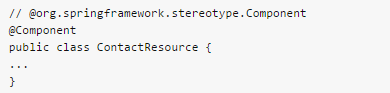 // @org.springframework.stereotype.Component
@Component
public class ContactResource {
...
}